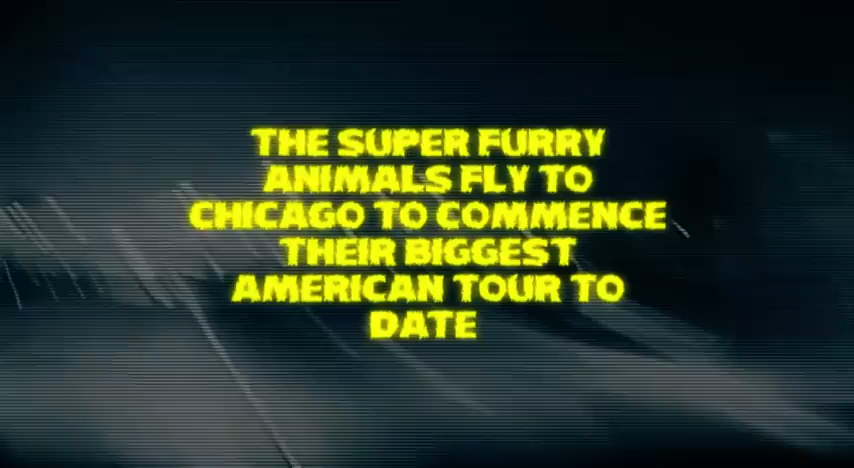 THE SUPER FURRY
ANIMALS FLY TO
CHICAGO TO COMMENCE
THEIR BIGGEST
AMERICAN TOUR TO
DATE